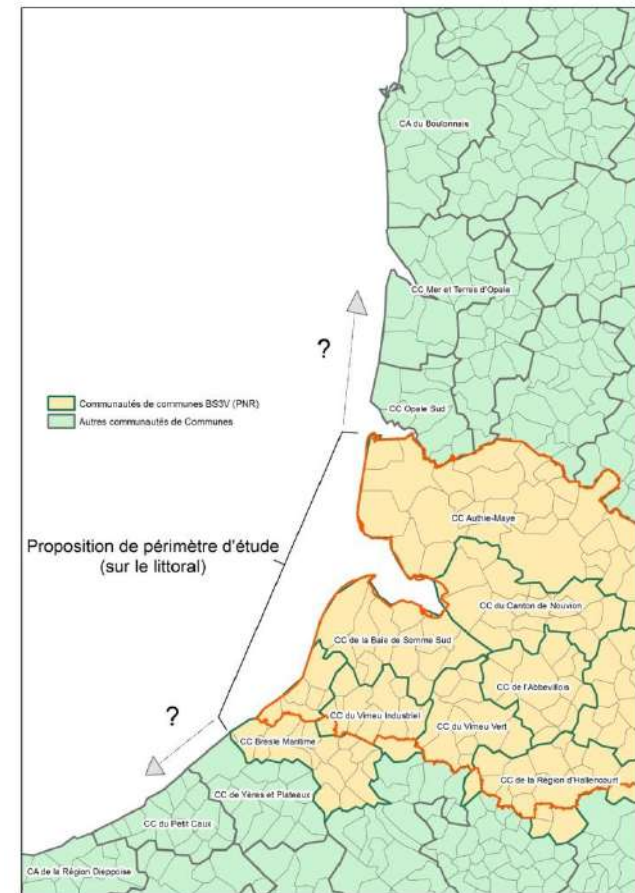 CA du Boulonnais
CC Mer et Terres d'Opale
?
Communautés de communes BS3V (PNR)
Autres communautés de Communes
CC Opale Sud
CC Authie-Maye
Proposition de périmètre d'étude
(sur le littoral)
CC du Canton de Nouvion
CC de la Baie de Somme Sud
CC de l'Abbevillois
?
CC du Vimeu Industriel
CC du Vimeu Vert
CC Bresle Maritime
CC de la Région d'Hallencourt
CC de Yères et Plateaux
CC du Petit Caux
CA de la Région Dieppoise